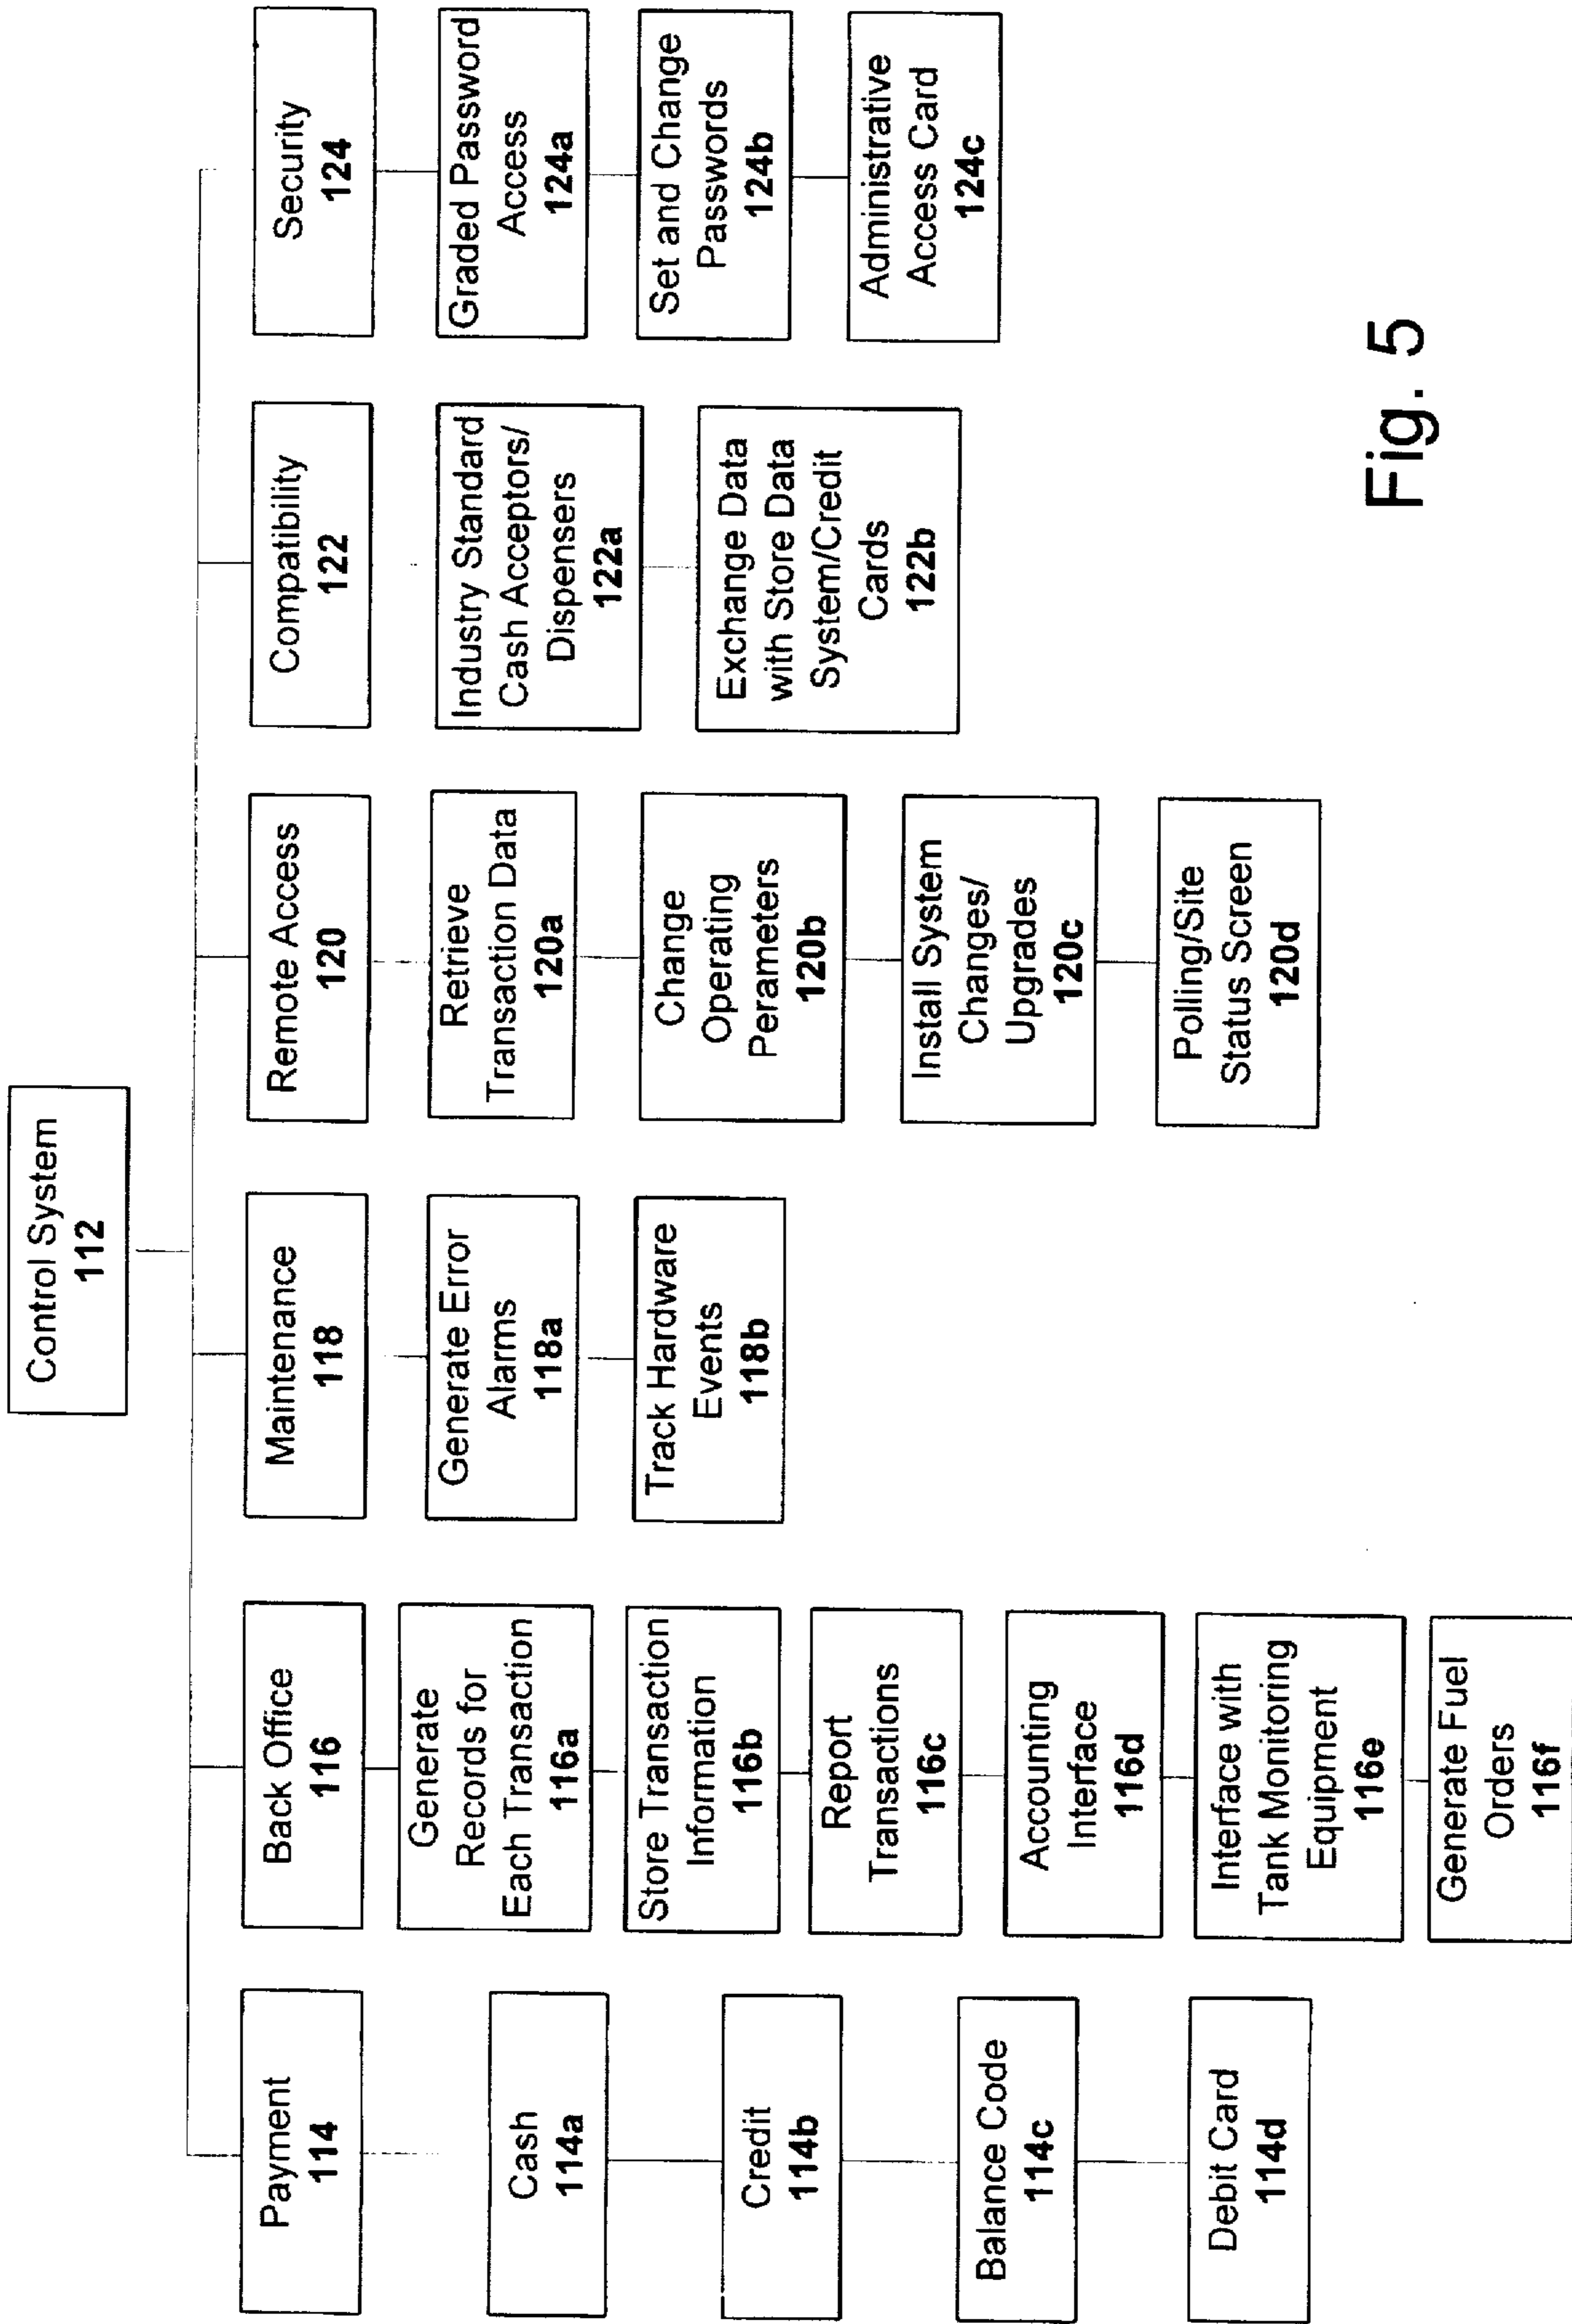 Control System
112
Payment
114
Cash
114a
Credit
114b
Balance Code
114c
Debit Card
114d
Back Office
116
Generate
Records for
Each Transaction
116a
Store Transaction
Information
116b
Report
Transactions
116c
Accounting
Interface
116d
Interface with
Tank Monitoring
Equipment
116e
Generate Fuel
Orders
116f
Maintenance
118
Generate Error
Alarms
118a
Track Hardware
Events
118b
Remote Access
120
Retrieve
Transaction Data
120a
Change
Operating
Perameters
120b
Install System
Changes/
Upgrades
120c
Polling/Site
Status Screen
120d
Compatibility
122
Industry Standard
Cash Acceptors/
Dispensers
122a
Exchange Data
with Store Data
System/Credit
Cards
122b
Security
124
Graded Password
Access
124a
Set and Change
Passwords
124b
Administrative
Access Card
124c
Fig. 5